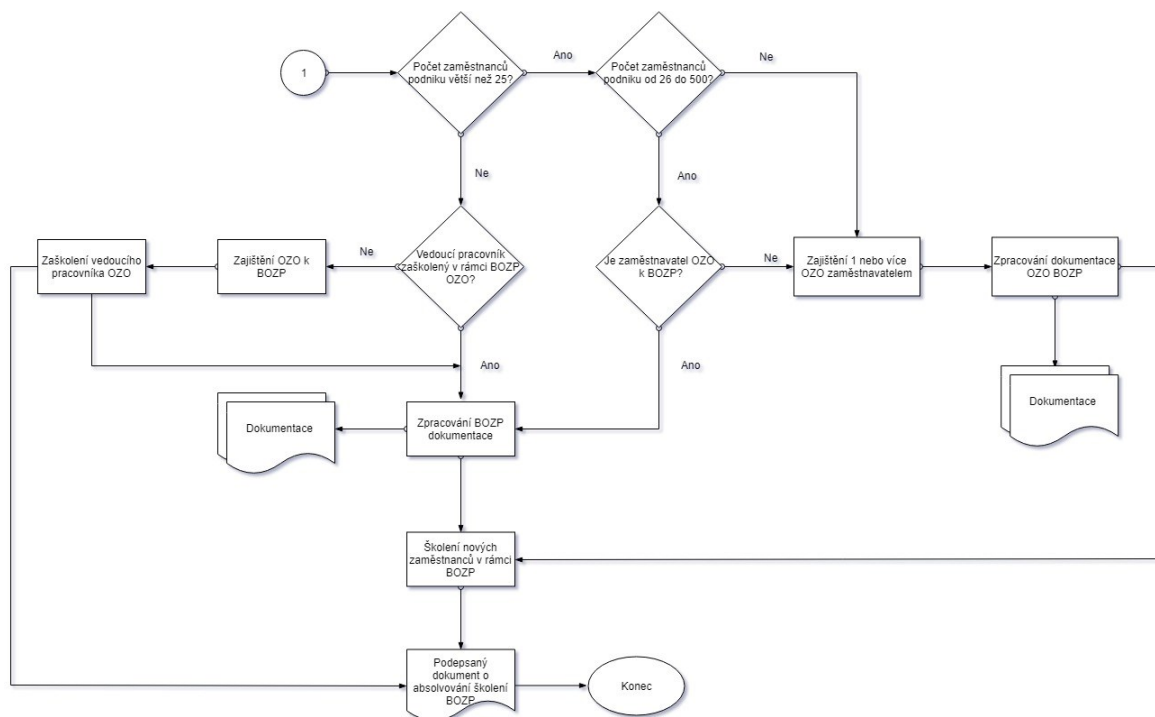 1
Počet zaměstnanců
podniku větší než 25?
Ano
Počet zaměstnanců
podniku od 26 do 500?
Ne
Ne
Ano
Zaškolení vedoucího
pracovníka OZO
Zajištění OZO k
BOZP
Ne
Vedoucí pracovník
zaškolený v rámci BOZP
OZO?
Je zaměstnavatel OZO
k BOZP?
Ne
Zajištění 1 nebo více
OZO zaměstnavatelem
Zpracování dokumentace
OZO BOZP
Ano
Ano
Dokumentace
Zpracování BOZP
dokumentace
Dokumentace
Školení nových
zaměstnanců v rámci
BOZP
Podepsaný
dokument o
absolvování školení
BOZP
Konec